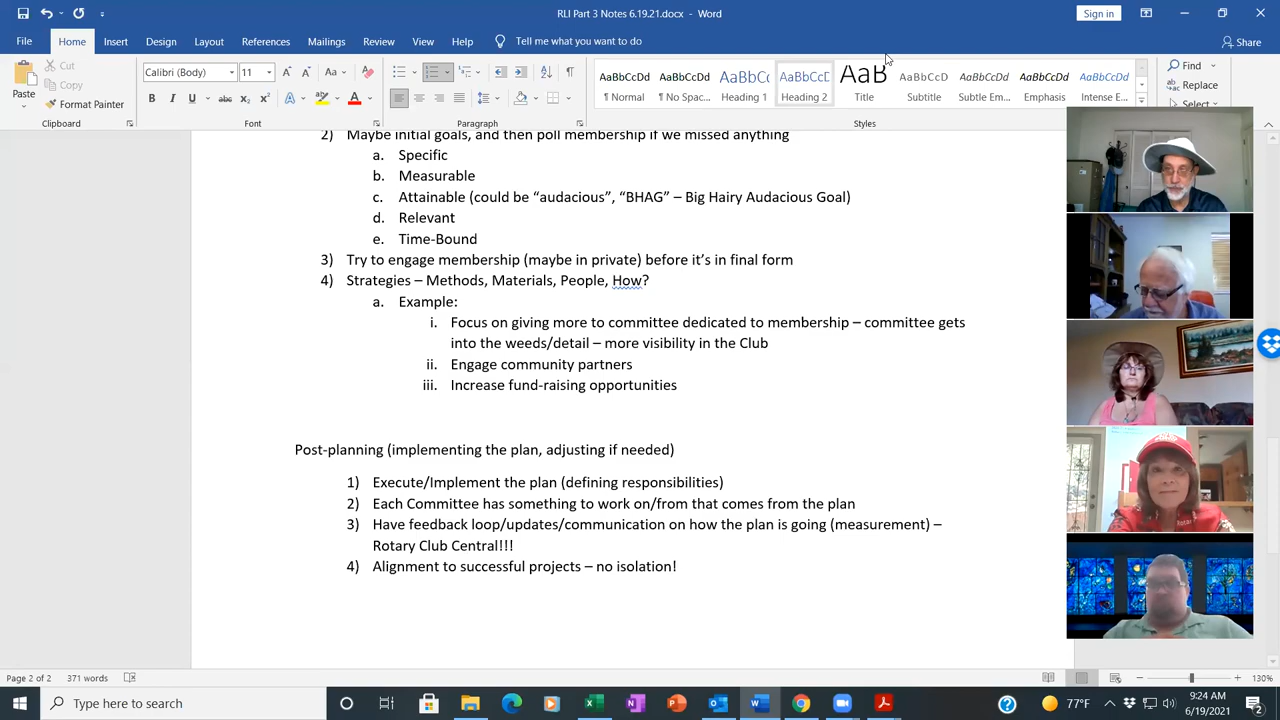 RLI Part 3 Notes 6.19.21.docx - Word
Sign in
File Home Insert Design Layout References Mailings Review View Help Tell me what you want to do
Share
Paste
Cut
Copy
Format Painter
Clipboard
Calibri (Body) 11
Font
Paragraph
AaBbCcDd AaBbCcDd AaBbCc AaBbCcD AaB AaBbCcD AaBbCcDd AaBbCcDd AaBbCcDd
¶ Normal ¶ No Spac... Heading 1 Heading 2 Title Subtitle Subtle Em... Emphasis Intense E...
Styles
Find
Replace
Select
2) Maybe initial goals, and then poll membership if we missed anything
a. Specific
b. Measurable
c. Attainable (could be “audacious”, “BHAG” – Big Hairy Audacious Goal)
d. Relevant
e. Time-Bound
3) Try to engage membership (maybe in private) before it’s in final form
4) Strategies – Methods, Materials, People, How?
a. Example:
i. Focus on giving more to committee dedicated to membership – committee gets
into the weeds/detail – more visibility in the Club
ii. Engage community partners
iii. Increase fund-raising opportunities
Post-planning (implementing the plan, adjusting if needed)
1) Execute/Implement the plan (defining responsibilities)
2) Each Committee has something to work on/from that comes from the plan
3) Have feedback loop/updates/communication on how the plan is going (measurement) –
Rotary Club Central!!!
4) Alignment to successful projects – no isolation!
Page 2 of 2 371 words
130%
Type here to search
77°F
9:24 AM
6/19/2021
2